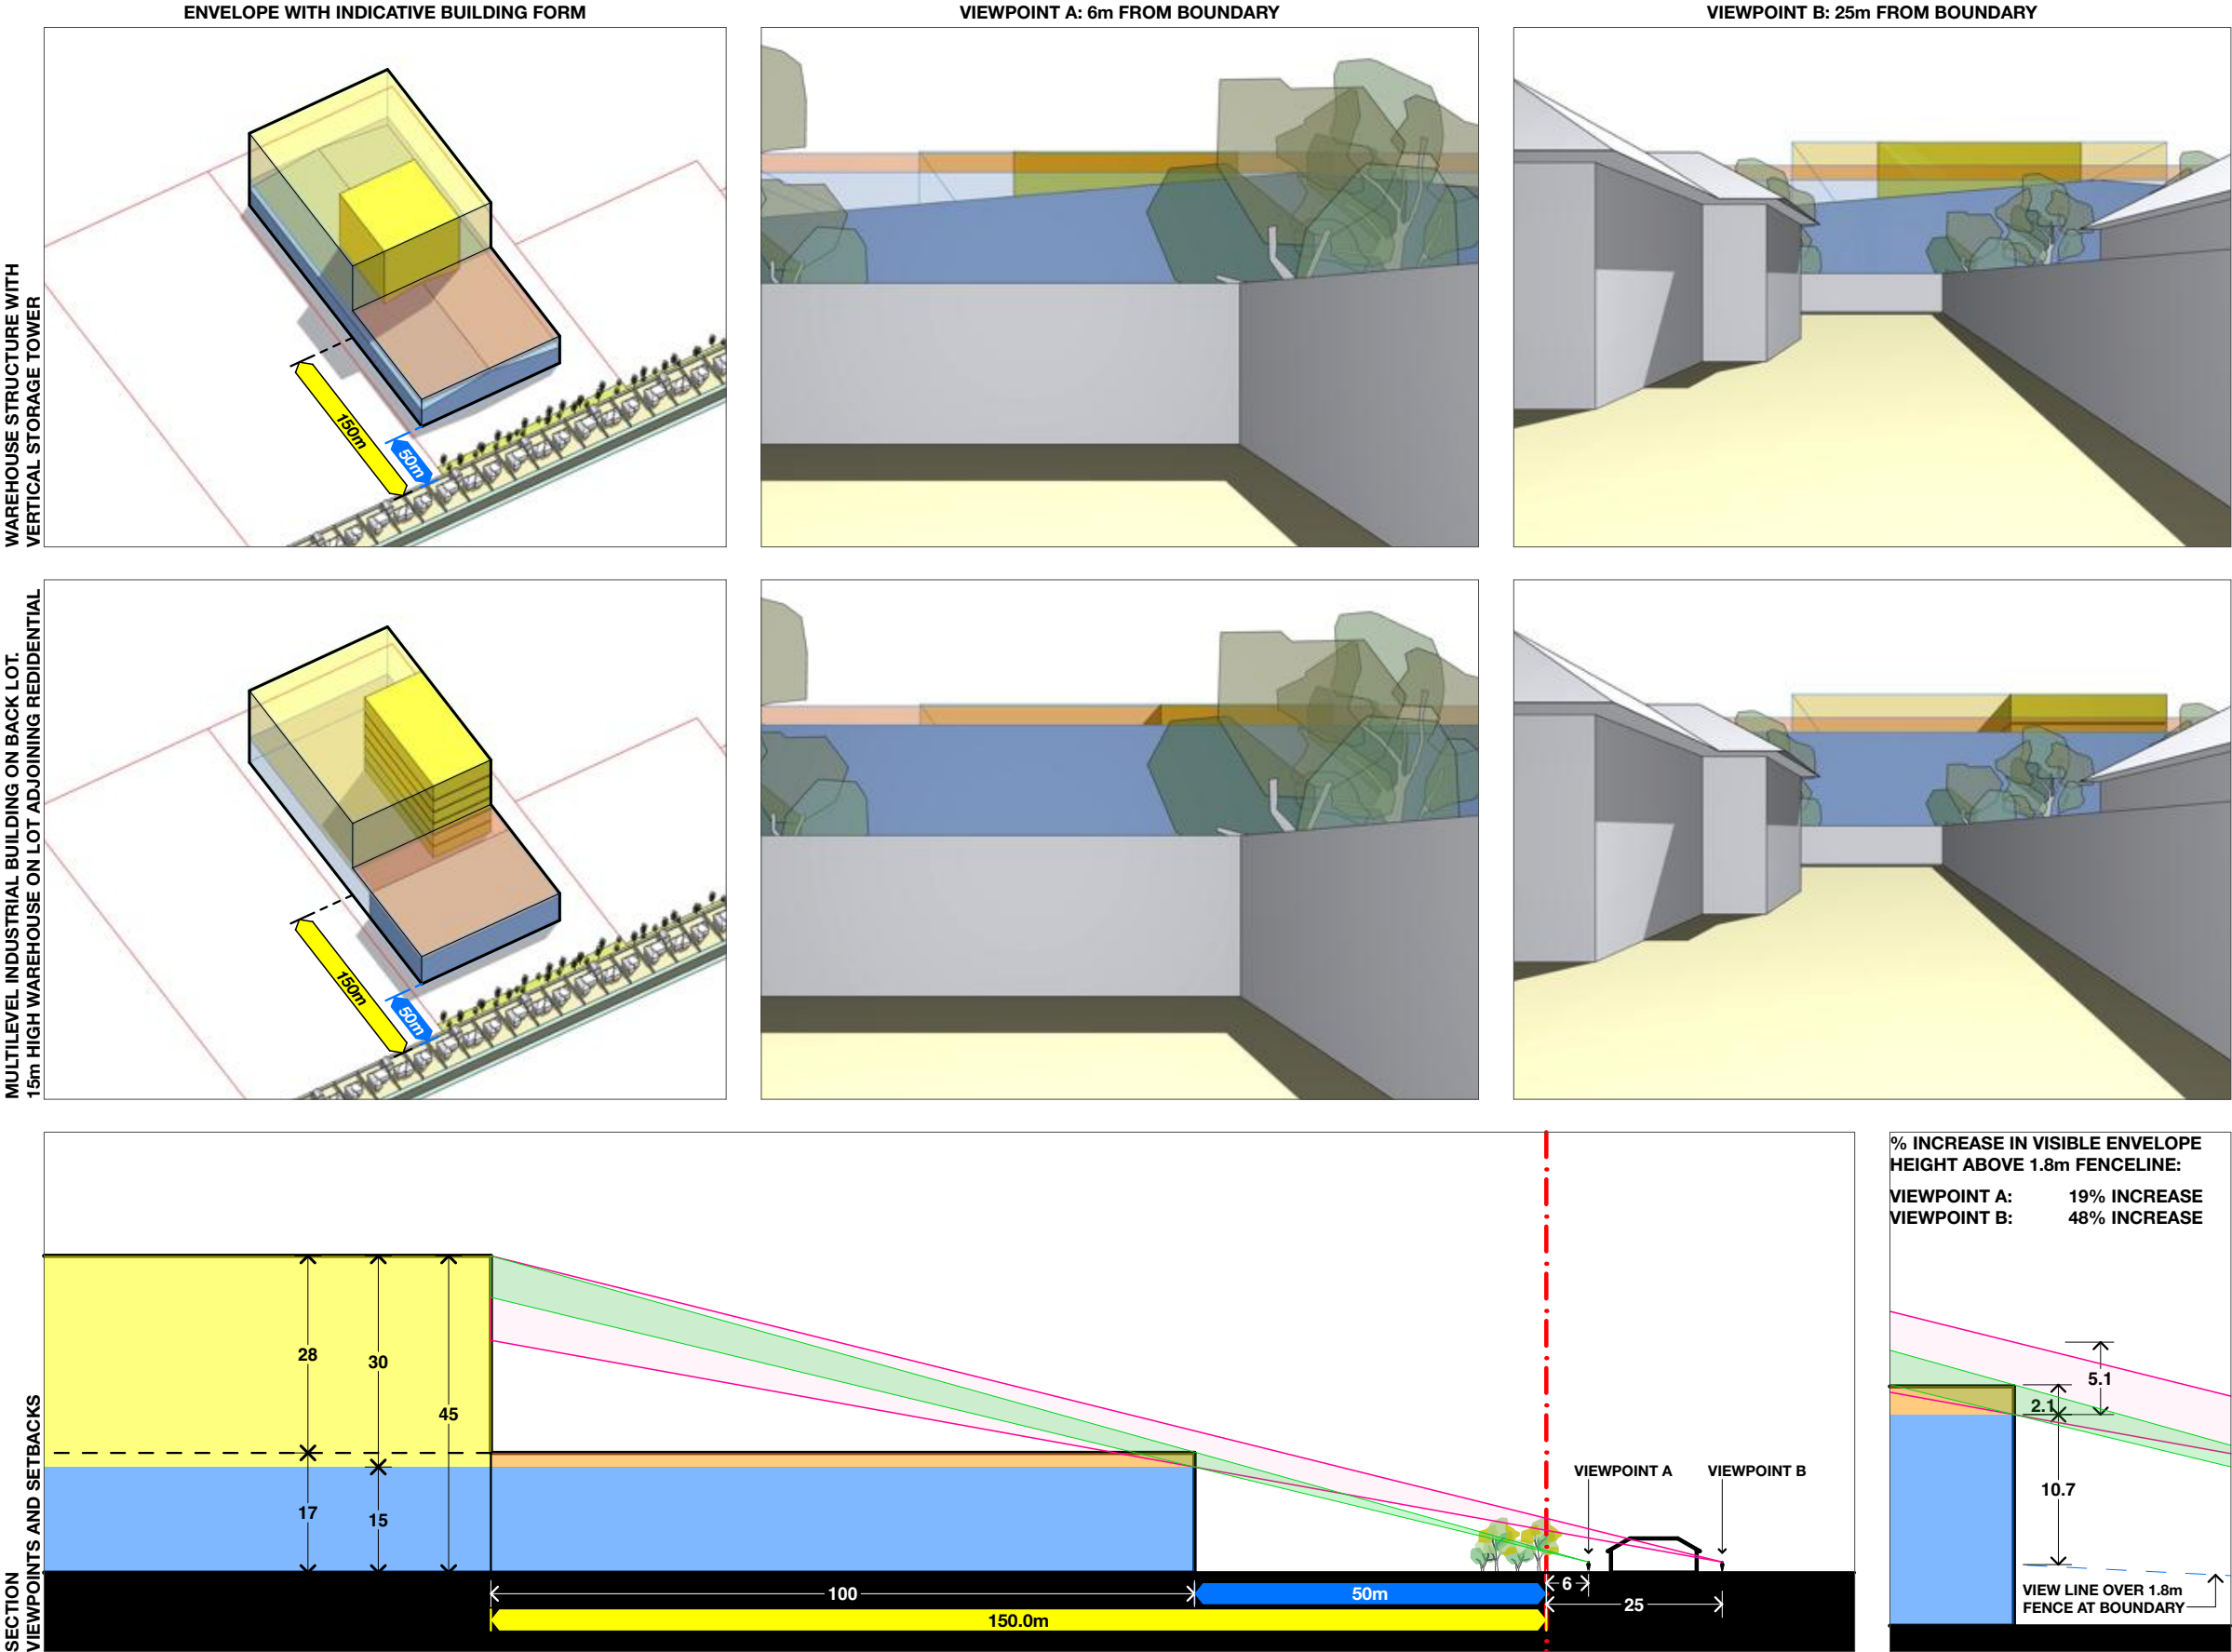 ENVELOPE WITH INDICATIVE BUILDING FORM
VIEWPOINT A: 6m FROM BOUNDARY
VIEWPOINT B: 25m FROM BOUNDARY
WAREHOUSE STRUCTURE WITH
VERTICAL STORAGE TOWER
150m
50m
MULTILEVEL INDUSTRIAL BUILDING ON BACK LOT.
15m HIGH WAREHOUSE ON LOT ADJOINING REDIDENTIAL
150m
50m
SECTION
VIEWPOINTS AND SETBACKS
28
30
45
17
15
VIEWPOINT A
VIEWPOINT B
100
50m
6
25
150.0m
% INCREASE IN VISIBLE ENVELOPE
HEIGHT ABOVE 1.8m FENCELINE:
VIEWPOINT A: 19% INCREASE
VIEWPOINT B: 48% INCREASE
5.1
2.1
10.7
VIEW LINE OVER 1.8m
FENCE AT BOUNDARY